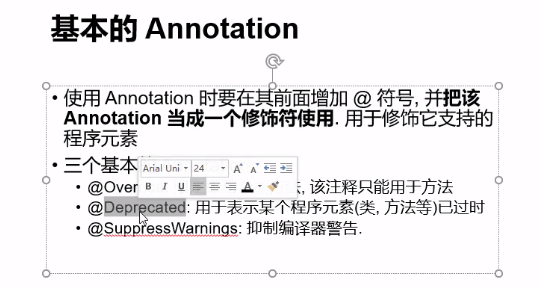 基本的 Annotation
• 使用 Annotation 时要在其前面增加 @ 符号, 并把该
Annotation 当成一个修饰符使用. 用于修饰它支持的
程序元素
• 三个基本
Arial Uni 24 A A
B I U A
• @Over , 该注释只能用于方法
• @Deprecated: 用于表示某个程序元素(类, 方法等)已过时
• @SuppressWarnings: 抑制编译器警告.